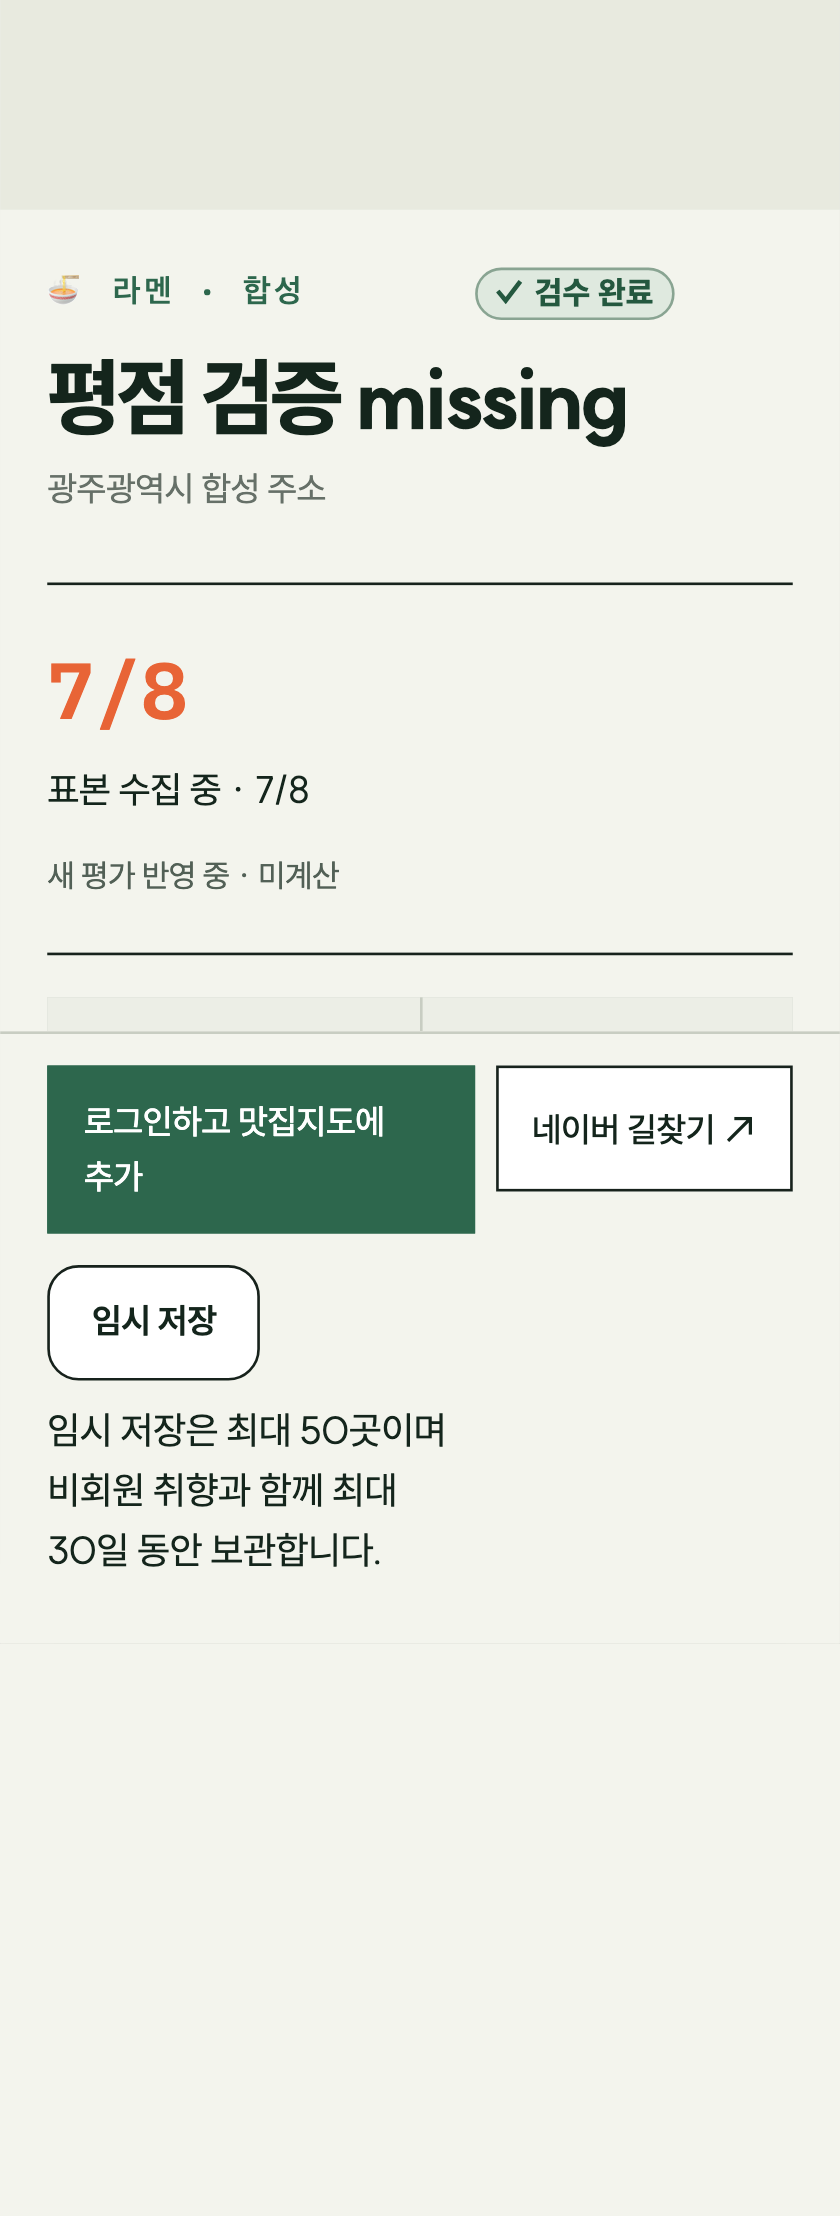 라멘 · 합성
✓ 검수 완료
평점 검증 missing
광주광역시 합성 주소
7/8
표본 수집 중 · 7/8
새 평가 반영 중 · 미계산
로그인하고 맛집지도에
추가
네이버 길찾기 ↗
임시 저장
임시 저장은 최대 50곳이며
비회원 취향과 함께 최대
30일 동안 보관합니다.